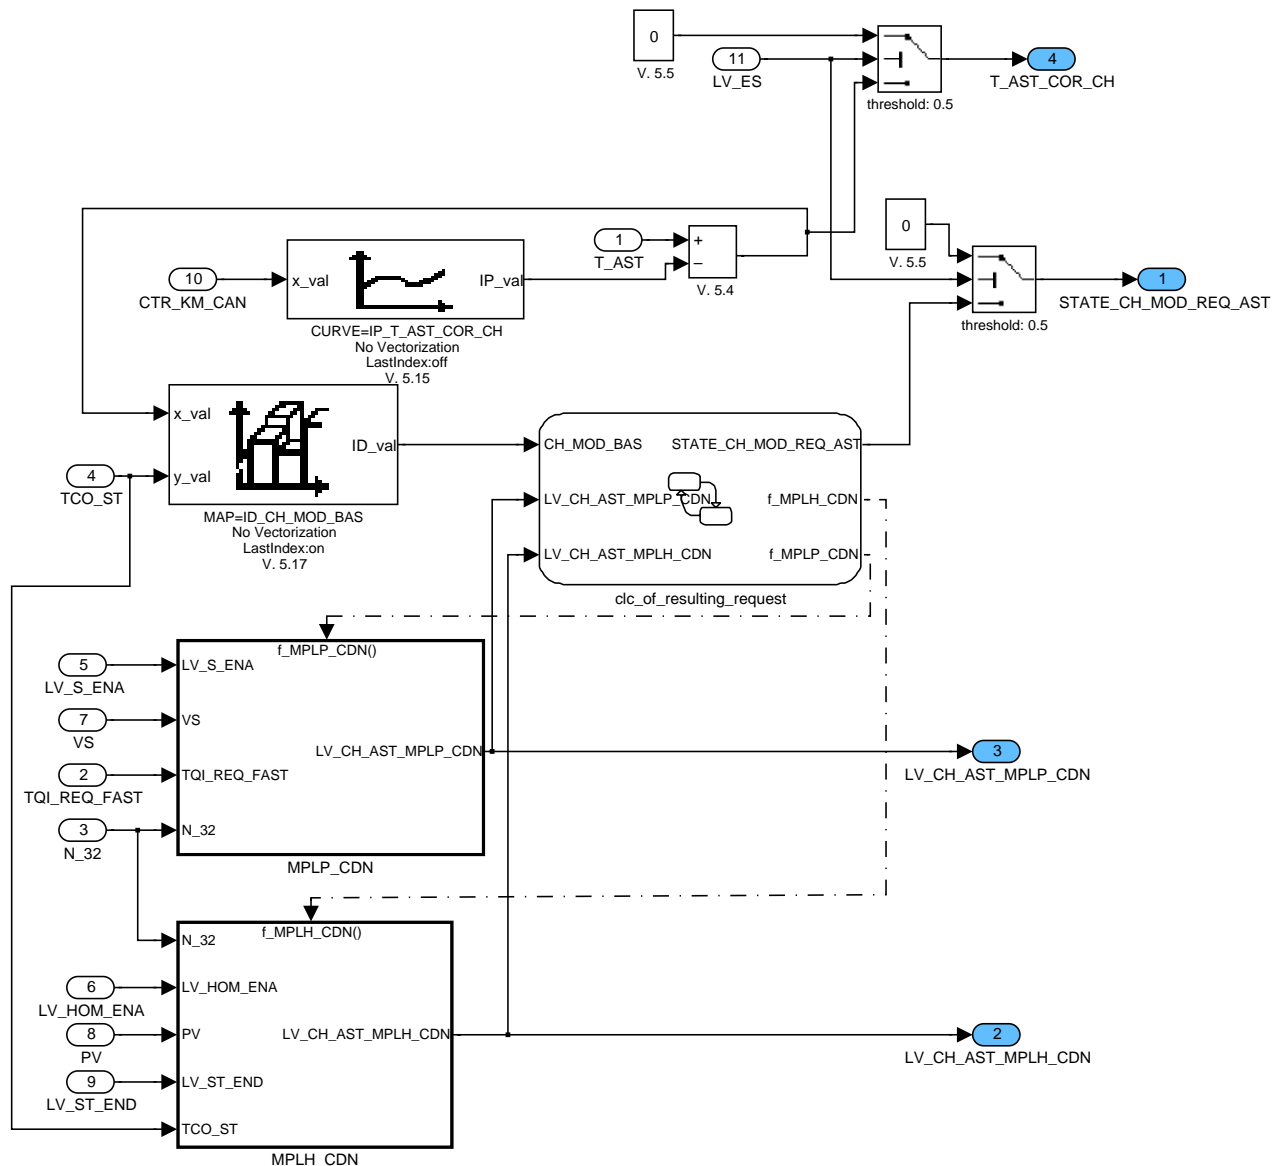 0
V. 5.5
11
LV_ES
threshold: 0.5
4
T_AST_COR_CH
0
V. 5.5
1
T_AST
+
−
V. 5.4
10
CTR_KM_CAN
x_val
IP_val
CURVE=IP_T_AST_COR_CH
No Vectorization
LastIndex:off
V. 5.15
threshold: 0.5
1
STATE_CH_MOD_REQ_AST
x_val
y_val
ID_val
4
TCO_ST
MAP=ID_CH_MOD_BAS
No Vectorization
LastIndex:on
V. 5.17
CH_MOD_BAS
STATE_CH_MOD_REQ_AST
LV_CH_AST_MPLP_CDN
f_MPLH_CDN
LV_CH_AST_MPLH_CDN
f_MPLP_CDN
clc_of_resulting_request
f_MPLP_CDN()
5
LV_S_ENA
LV_S_ENA
7
VS
VS
LV_CH_AST_MPLP_CDN
3
LV_CH_AST_MPLP_CDN
2
TQI_REQ_FAST
TQI_REQ_FAST
3
N_32
N_32
MPLP_CDN
f_MPLH_CDN()
N_32
6
LV_HOM_ENA
LV_HOM_ENA
8
PV
PV
LV_CH_AST_MPLH_CDN
2
LV_CH_AST_MPLH_CDN
9
LV_ST_END
LV_ST_END
TCO_ST
MPLH_CDN